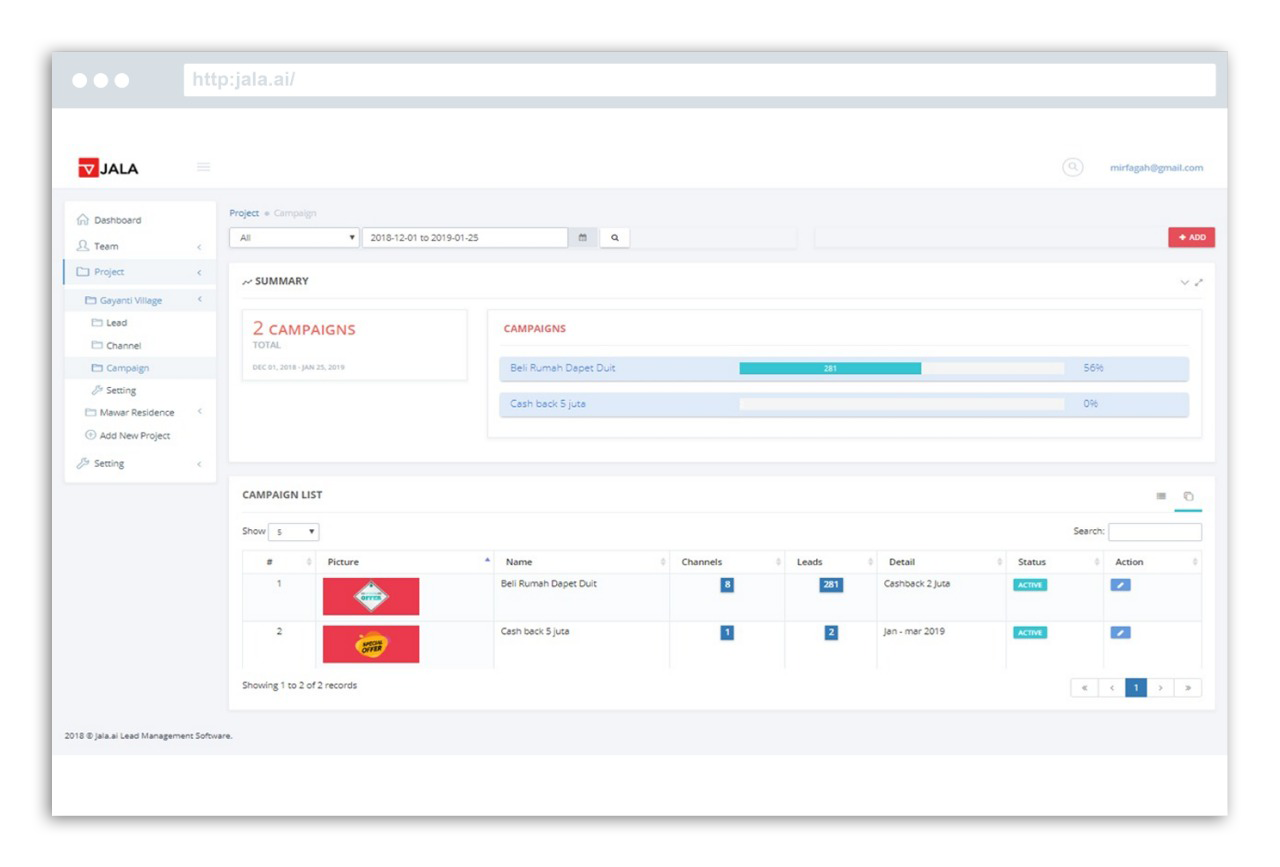 http:jala.ai/
JALA
mirfagah@gmail.com
Dashboard
Team
Project
Gayanti Village
Lead
Channel
Campaign
Setting
Mawar Residence
Add New Project
Setting
Project Campaign
All 2018-12-01 to 2019-01-25 + ADD
SUMMARY
2 CAMPAIGNS
TOTAL
DEC 01, 2018 - JAN 25, 2019
CAMPAIGNS
Beli Rumah Dapet Duit 281 56%
Cash back 5 juta 0%
CAMPAIGN LIST
Show 5 Search:
# Picture Name Channels Leads Detail Status Action
1 OFFER Beli Rumah Dapet Duit 8 281 Cashback 2 Juta ACTIVE
2 SPECIAL OFFER Cash back 5 juta 1 2 Jan - mar 2019 ACTIVE
Showing 1 to 2 of 2 records
« < 1 > »
2018 © Jala.ai Lead Management Software.